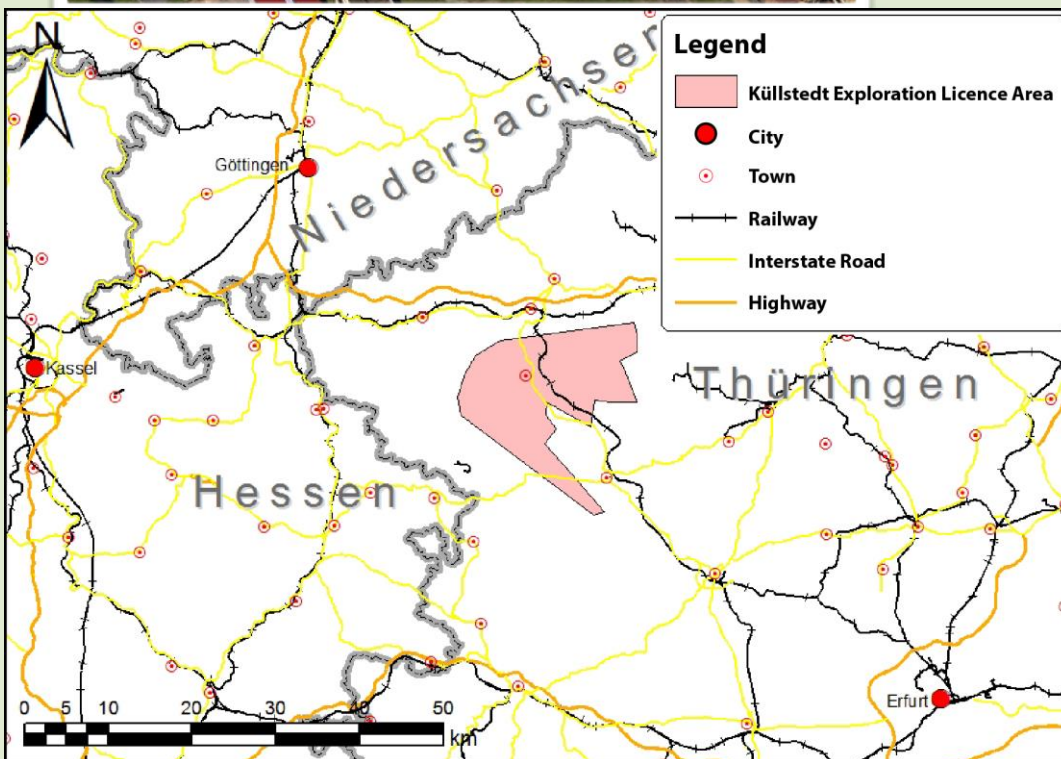 N
Legend
Küllstedt Exploration Licence Area
City
Town
Railway
Interstate Road
Highway
Niedersachsen
Göttingen
Kassel
Thüringen
Hessen
Erfurt
0 5 10 20 30 40 50
km